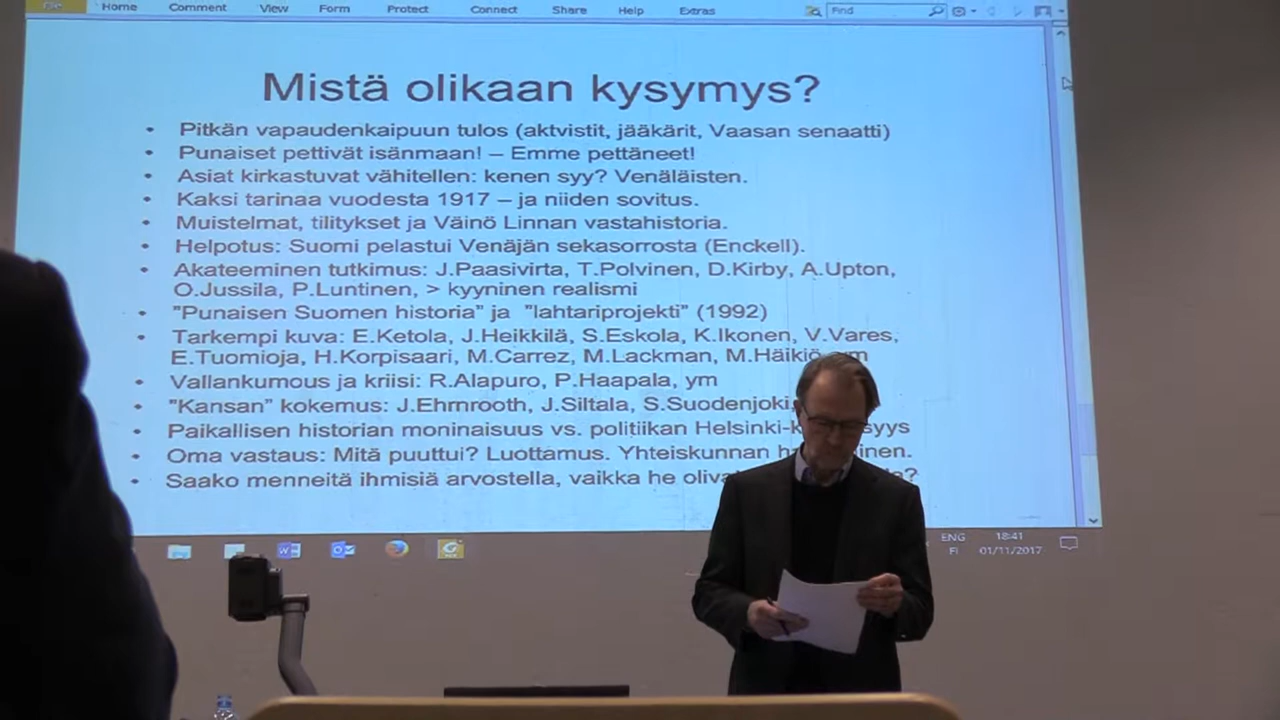 File
Home Comment View Form Protect Connect Share Help Extras Find
Mistä olikaan kysymys?
• Pitkän vapaudenkaipuun tulos (aktvistit, jääkärit, Vaasan senaatti)
• Punaiset pettivät isänmaan! – Emme pettäneet!
• Asiat kirkastuvat vähitellen: kenen syy? Venäläisten.
• Kaksi tarinaa vuodesta 1917 – ja niiden sovitus.
• Muistelmat, tilitykset ja Väinö Linnan vastahistoria.
• Helpotus: Suomi pelastui Venäjän sekasorrosta (Enckell).
• Akateeminen tutkimus: J.Paasivirta, T.Polvinen, D.Kirby, A.Upton,
O.Jussila, P.Luntinen, > kyyninen realismi
• "Punaisen Suomen historia" ja "lahtariprojekti" (1992)
• Tarkempi kuva: E.Ketola, J.Heikkilä, S.Eskola, K.Ikonen, V.Vares,
E.Tuomioja, H.Korpisaari, M.Carrez, M.Lackman, M.Häikiö
• Vallankumous ja kriisi: R.Alapuro, P.Haapala, ym
• "Kansan" kokemus: J.Ehrnrooth, J.Siltala, S.Suodenjoki,
• Paikallisen historian moninaisuus vs. politiikan Helsinki-
• Oma vastaus: Mitä puuttui? Luottamus. Yhteiskunnan
• Saako menneitä ihmisiä arvostella, vaikka he
ENG 18:41
FI 01/11/2017